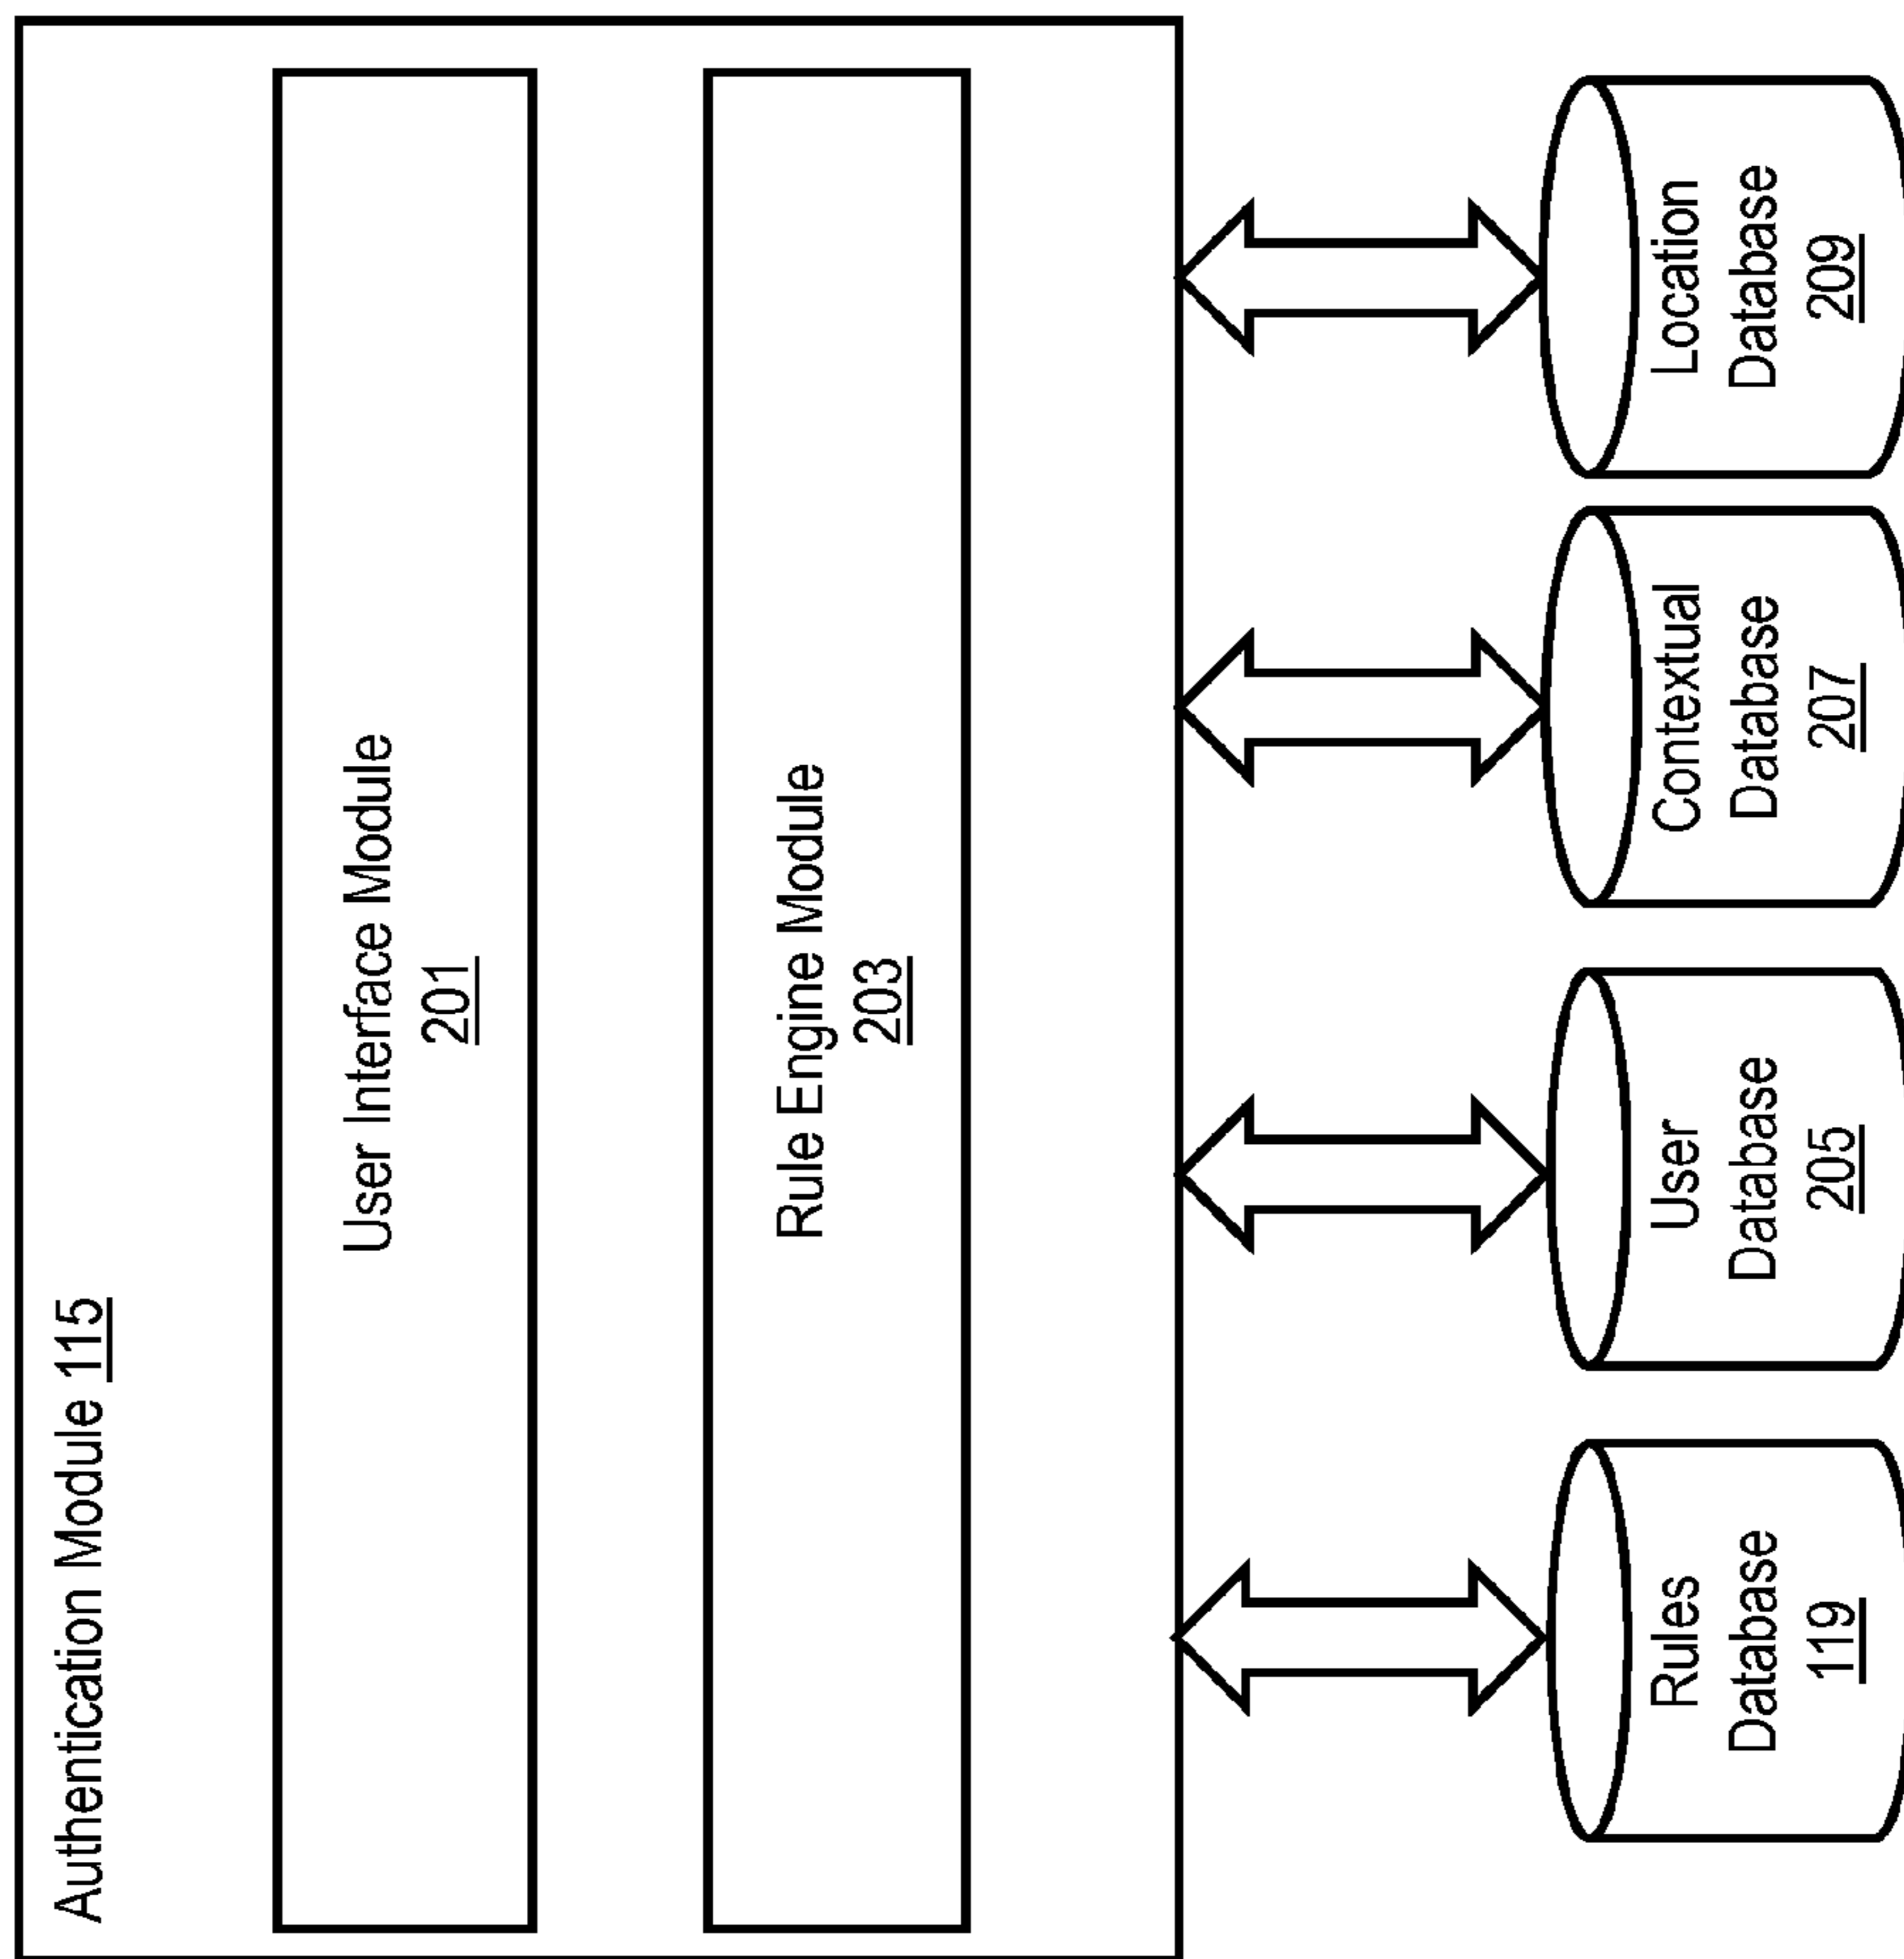 Authentication Module 115
User Interface Module
201
Rule Engine Module
203
Rules
Database
119
User
Database
205
Contextual
Database
207
Location
Database
209